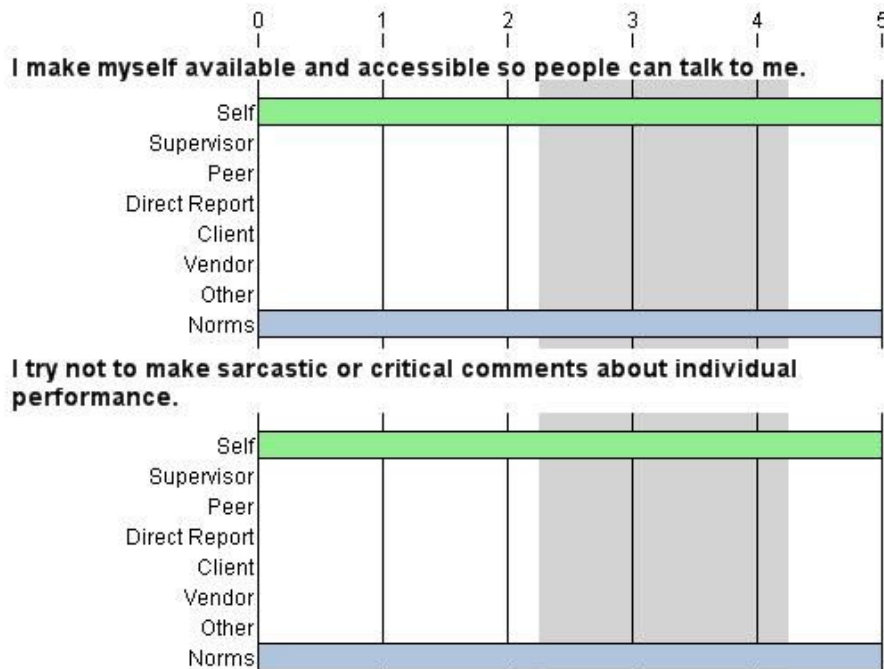 0 1 2 3 4 5
I make myself available and accessible so people can talk to me.
Self
Supervisor
Peer
Direct Report
Client
Vendor
Other
Norms
I try not to make sarcastic or critical comments about individual
performance.
Self
Supervisor
Peer
Direct Report
Client
Vendor
Other
Norms